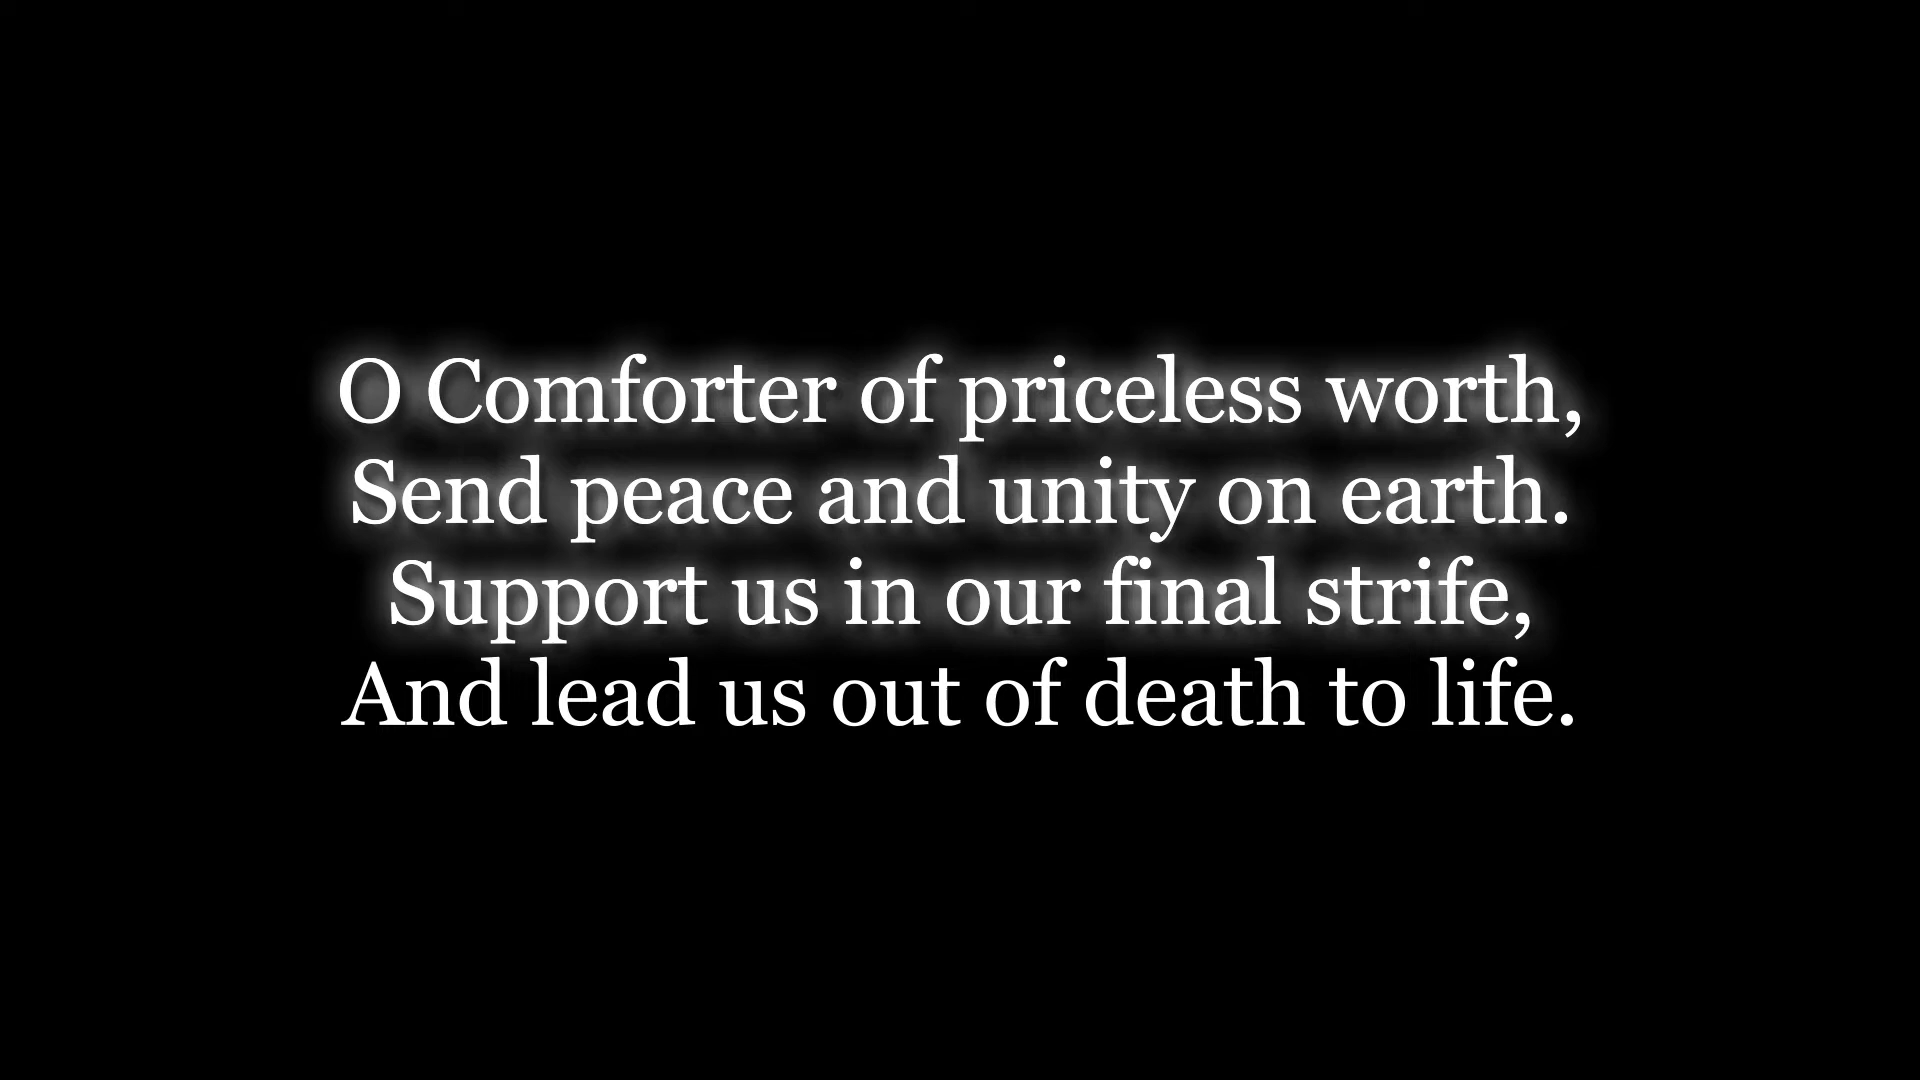 O Comforter of priceless worth,
Send peace and unity on earth.
Support us in our final strife,
And lead us out of death to life.